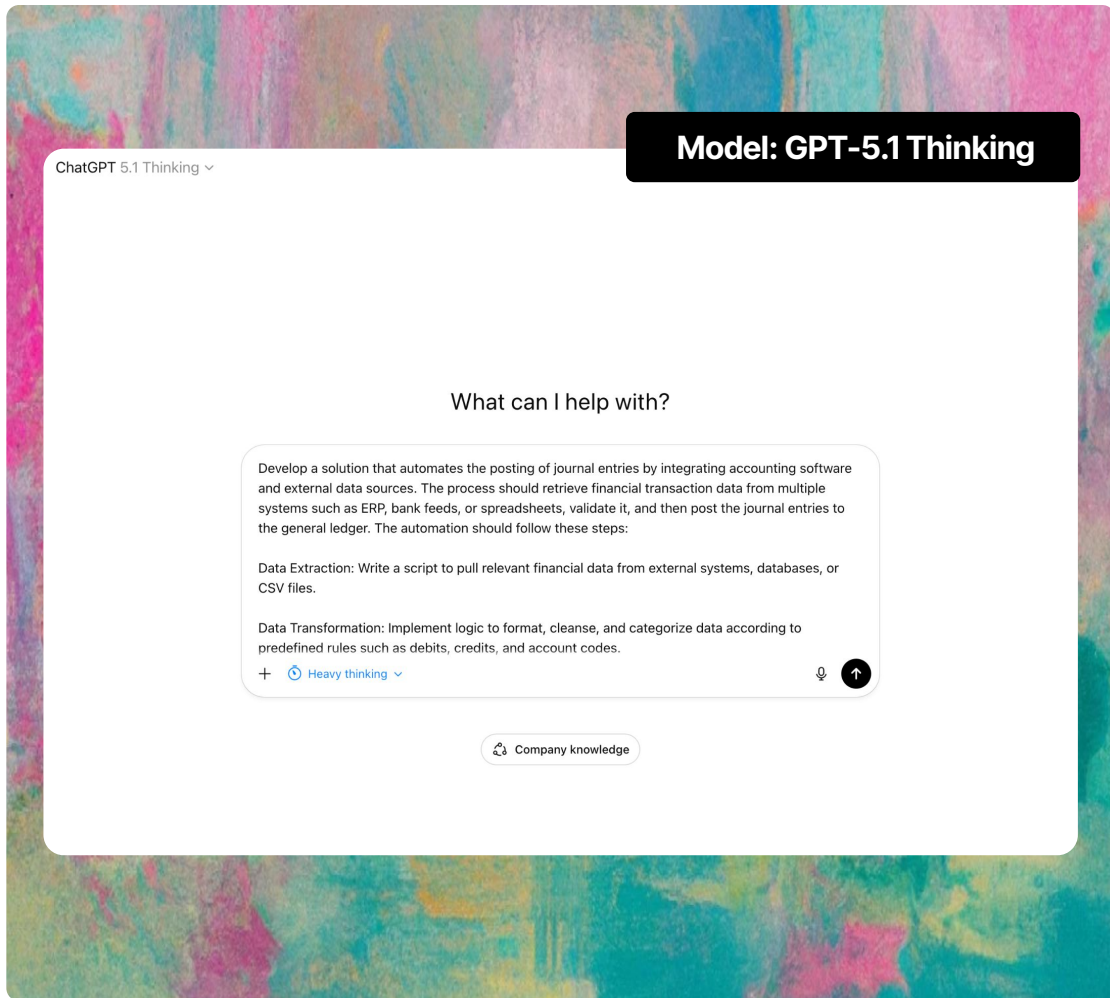 Model: GPT-5.1 Thinking
ChatGPT 5.1 Thinking
What can I help with?
Develop a solution that automates the posting of journal entries by integrating accounting software
and external data sources. The process should retrieve financial transaction data from multiple
systems such as ERP, bank feeds, or spreadsheets, validate it, and then post the journal entries to
the general ledger. The automation should follow these steps:
Data Extraction: Write a script to pull relevant financial data from external systems, databases, or
CSV files.
Data Transformation: Implement logic to format, cleanse, and categorize data according to
predefined rules such as debits, credits, and account codes.
Heavy thinking
Company knowledge